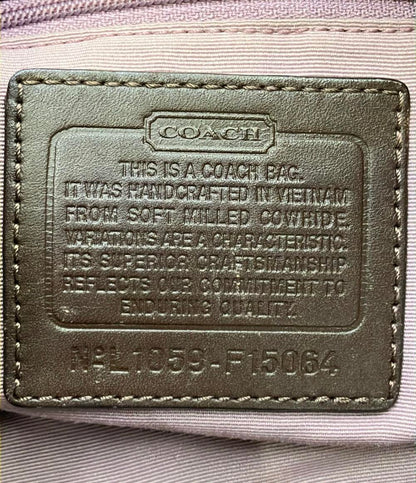 COACH
THIS IS A COACH BAG.
IT WAS HANDCRAFTED IN VIETNAM
FROM SOFT MILLED COWHIDE.
VARIATIONS ARE A CHARACTERISTIC.
ITS SUPERIOR CRAFTSMANSHIP
REFLECTS OUR COMMITMENT TO
ENDURING QUALITY.
Nº L1059-F15064